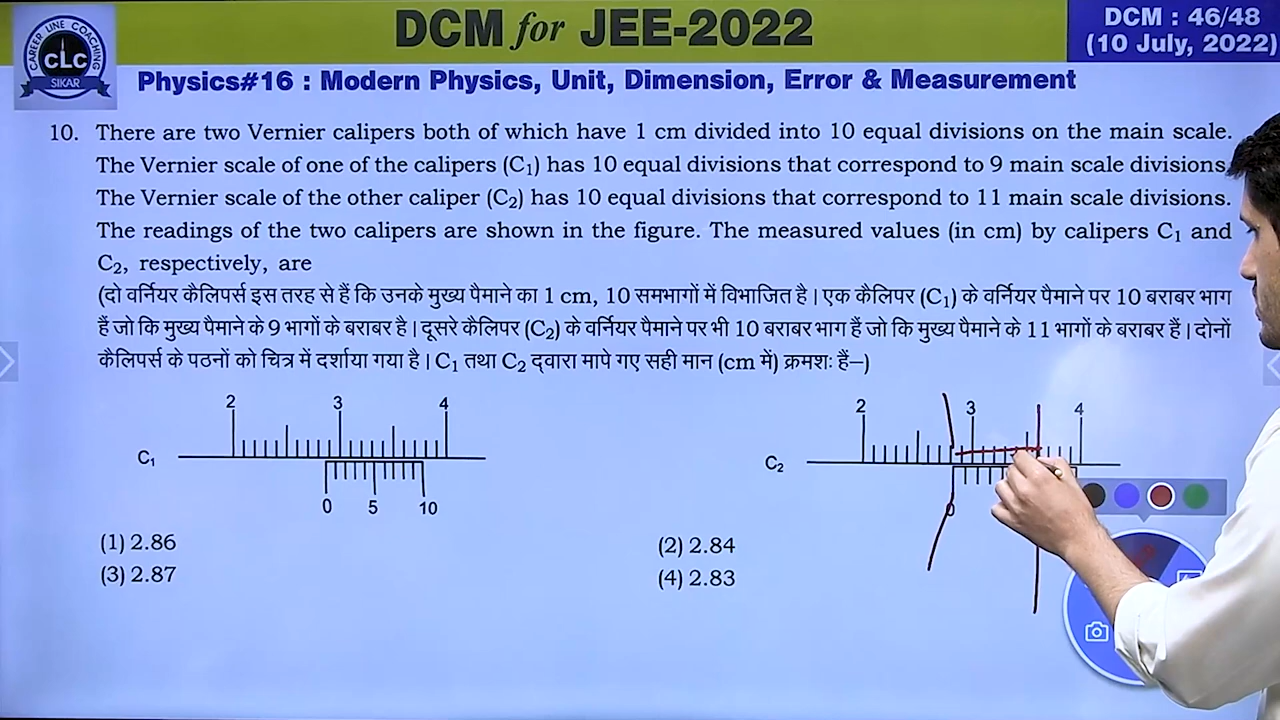 DCM for JEE-2022
DCM : 46/48
(10 July, 2022)
CAREER LINE COACHING
CLC
SIKAR
Physics#16 : Modern Physics, Unit, Dimension, Error & Measurement
10. There are two Vernier calipers both of which have 1 cm divided into 10 equal divisions on the main scale.
The Vernier scale of one of the calipers (C₁) has 10 equal divisions that correspond to 9 main scale divisions.
The Vernier scale of the other caliper (C₂) has 10 equal divisions that correspond to 11 main scale divisions.
The readings of the two calipers are shown in the figure. The measured values (in cm) by calipers C₁ and
C₂, respectively, are
(दो वर्नियर कैलिपर्स इस तरह से हैं कि उनके मुख्य पैमाने का 1 cm, 10 समभागों में विभाजित है। एक कैलिपर (C₁) के वर्नियर पैमाने पर 10 बराबर भाग
हैं जो कि मुख्य पैमाने के 9 भागों के बराबर है। दूसरे कैलिपर (C₂) के वर्नियर पैमाने पर भी 10 बराबर भाग हैं जो कि मुख्य पैमाने के 11 भागों के बराबर हैं। दोनों
कैलिपर्स के पठनों को चित्र में दर्शाया गया है। C₁ तथा C₂ द्वारा मापे गए सही मान (cm में) क्रमशः हैं–)
2 3 4
C₁
0 5 10
2 3 4
C₂
0
(1) 2.86
(2) 2.84
(3) 2.87
(4) 2.83